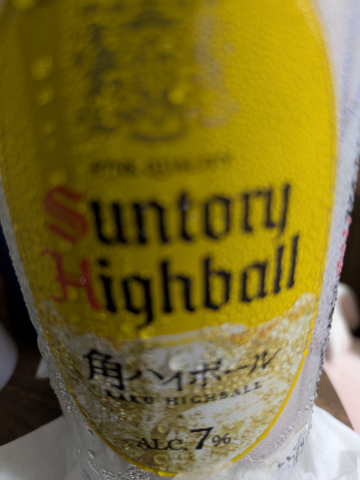 Suntory
Highball
角ハイボール
KAKU HIGHBALL
ALC.7%